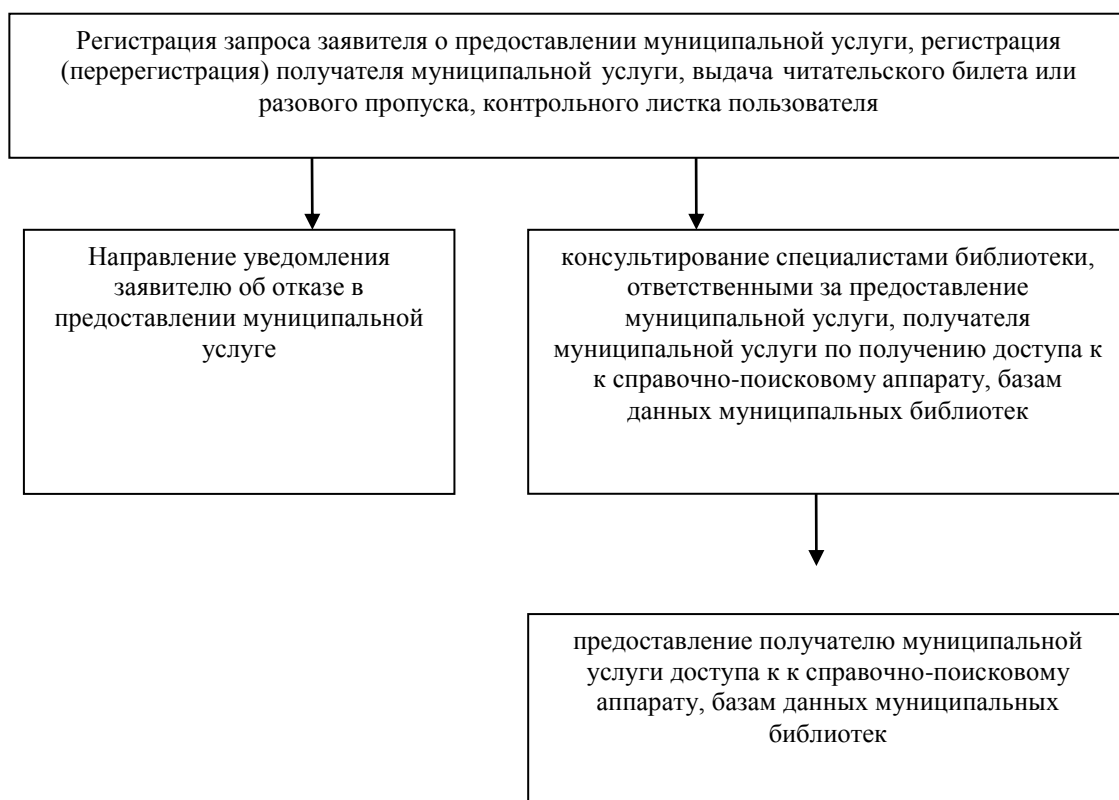 Регистрация запроса заявителя о предоставлении муниципальной услуги, регистрация
(перерегистрация) получателя муниципальной услуги, выдача читательского билета или
разового пропуска, контрольного листка пользователя
Направление уведомления
заявителю об отказе в
предоставлении муниципальной
услуге
консультирование специалистами библиотеки,
ответственными за предоставление
муниципальной услуги, получателя
муниципальной услуги по получению доступа к
к справочно-поисковому аппарату, базам
данных муниципальных библиотек
предоставление получателю муниципальной
услуги доступа к к справочно-поисковому
аппарату, базам данных муниципальных
библиотек